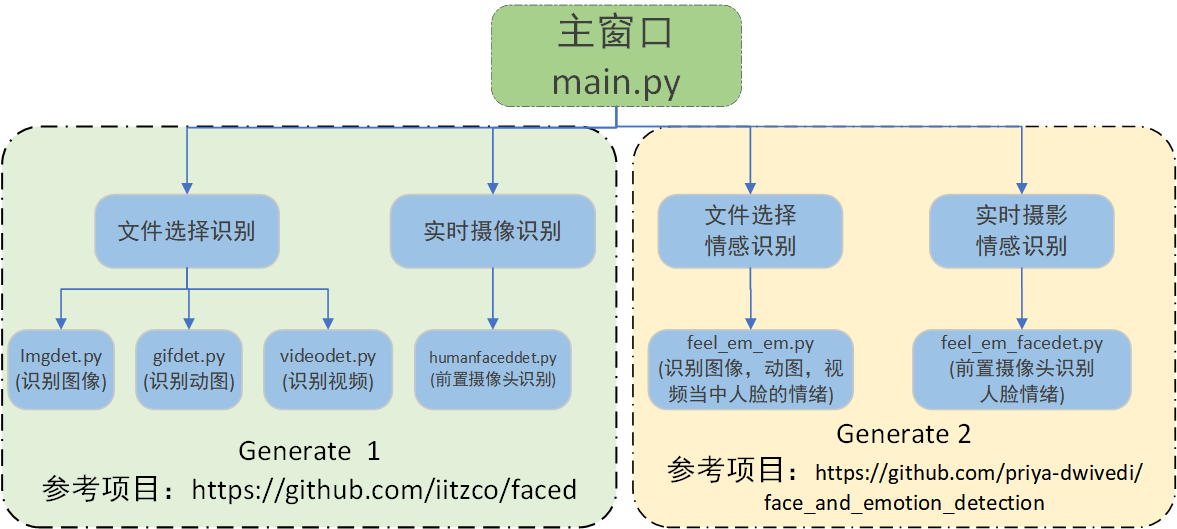 主窗口
main.py
文件选择识别
实时摄像识别
文件选择
情感识别
实时摄影
情感识别
Imgdet.py
(识别图像)
gifdet.py
(识别动图)
videodet.py
(识别视频)
humanfaceddet.py
(前置摄像头识别)
feel_em_em.py
(识别图像，动图，视
频当中人脸的情绪)
feel_em_facedet.py
(前置摄像头识别
人脸情绪)
Generate 1
参考项目：https://github.com/iitzco/faced
Generate 2
参考项目：https://github.com/priya-dwivedi/
face_and_emotion_detection